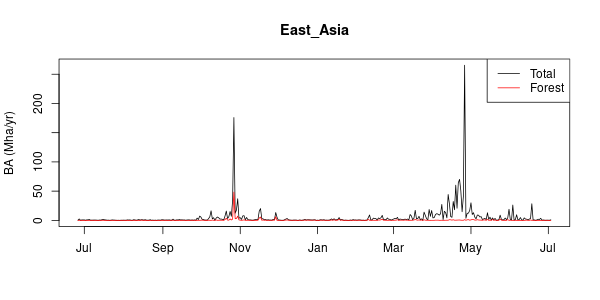 East_Asia
BA (Mha/yr)
200
100
50
0
Total
Forest
Jul Sep Nov Jan Mar May Jul